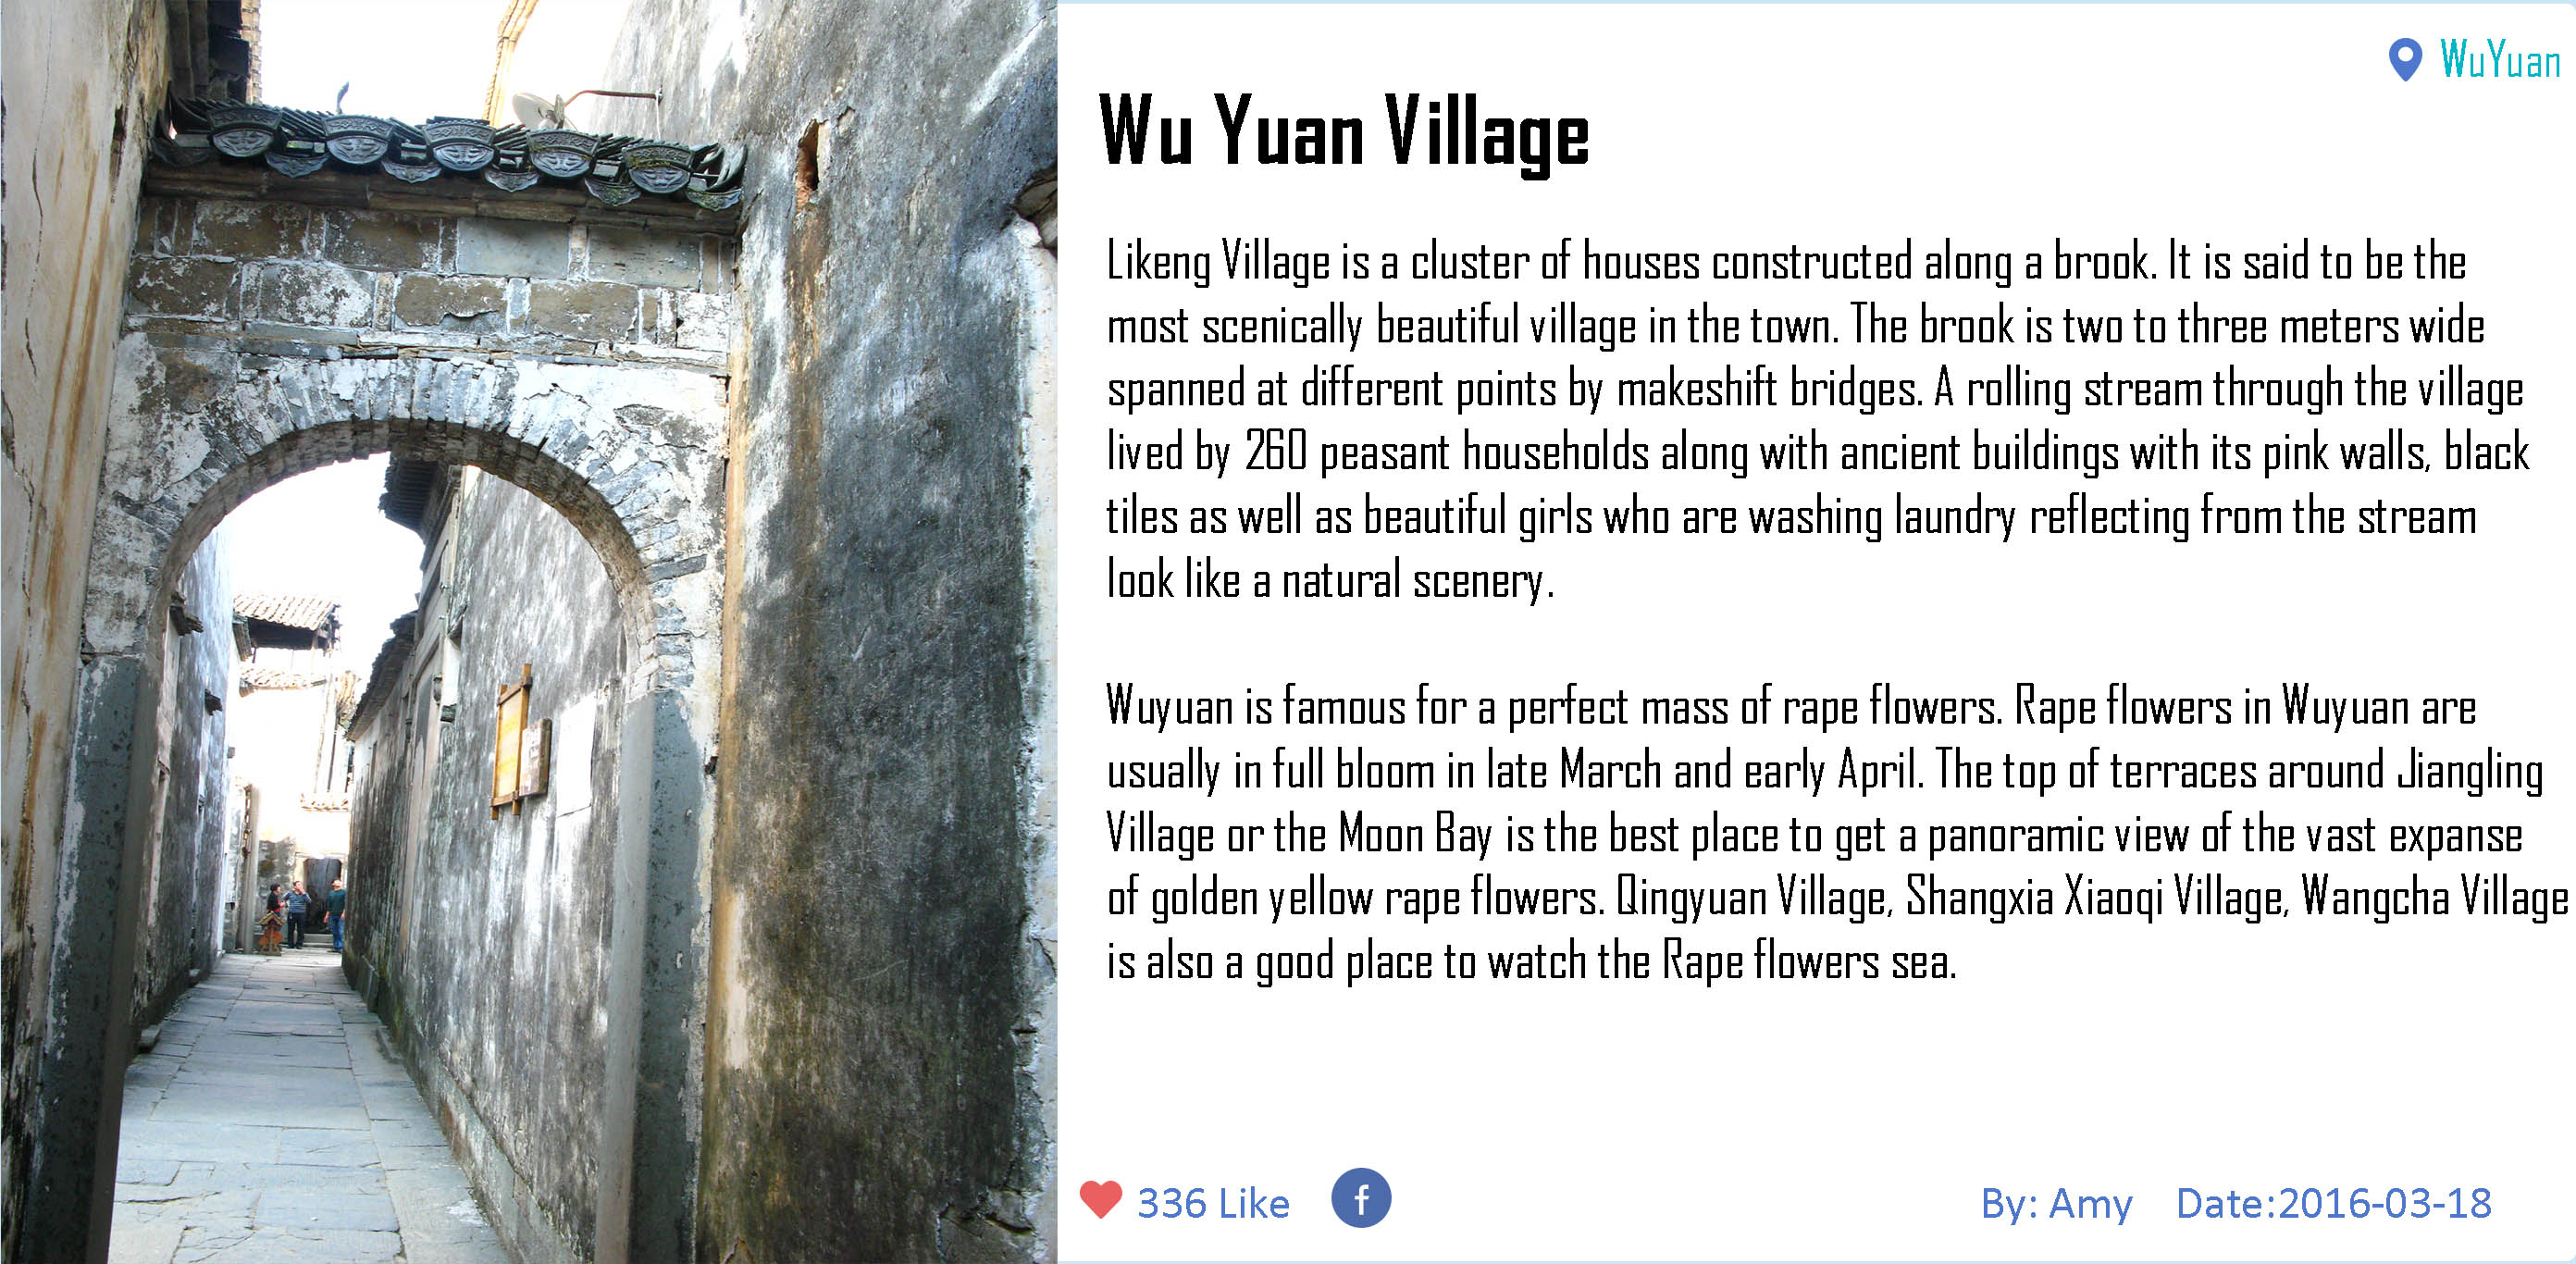 WuYuan
Wu Yuan Village
Likeng Village is a cluster of houses constructed along a brook. It is said to be the
most scenically beautiful village in the town. The brook is two to three meters wide
spanned at different points by makeshift bridges. A rolling stream through the village
lived by 260 peasant households along with ancient buildings with its pink walls, black
tiles as well as beautiful girls who are washing laundry reflecting from the stream
look like a natural scenery.
Wuyuan is famous for a perfect mass of rape flowers. Rape flowers in Wuyuan are
usually in full bloom in late March and early April. The top of terraces around Jiangling
Village or the Moon Bay is the best place to get a panoramic view of the vast expanse
of golden yellow rape flowers. Qingyuan Village, Shangxia Xiaoqi Village, Wangcha Village
is also a good place to watch the Rape flowers sea.
336 Like f
By: Amy Date:2016-03-18